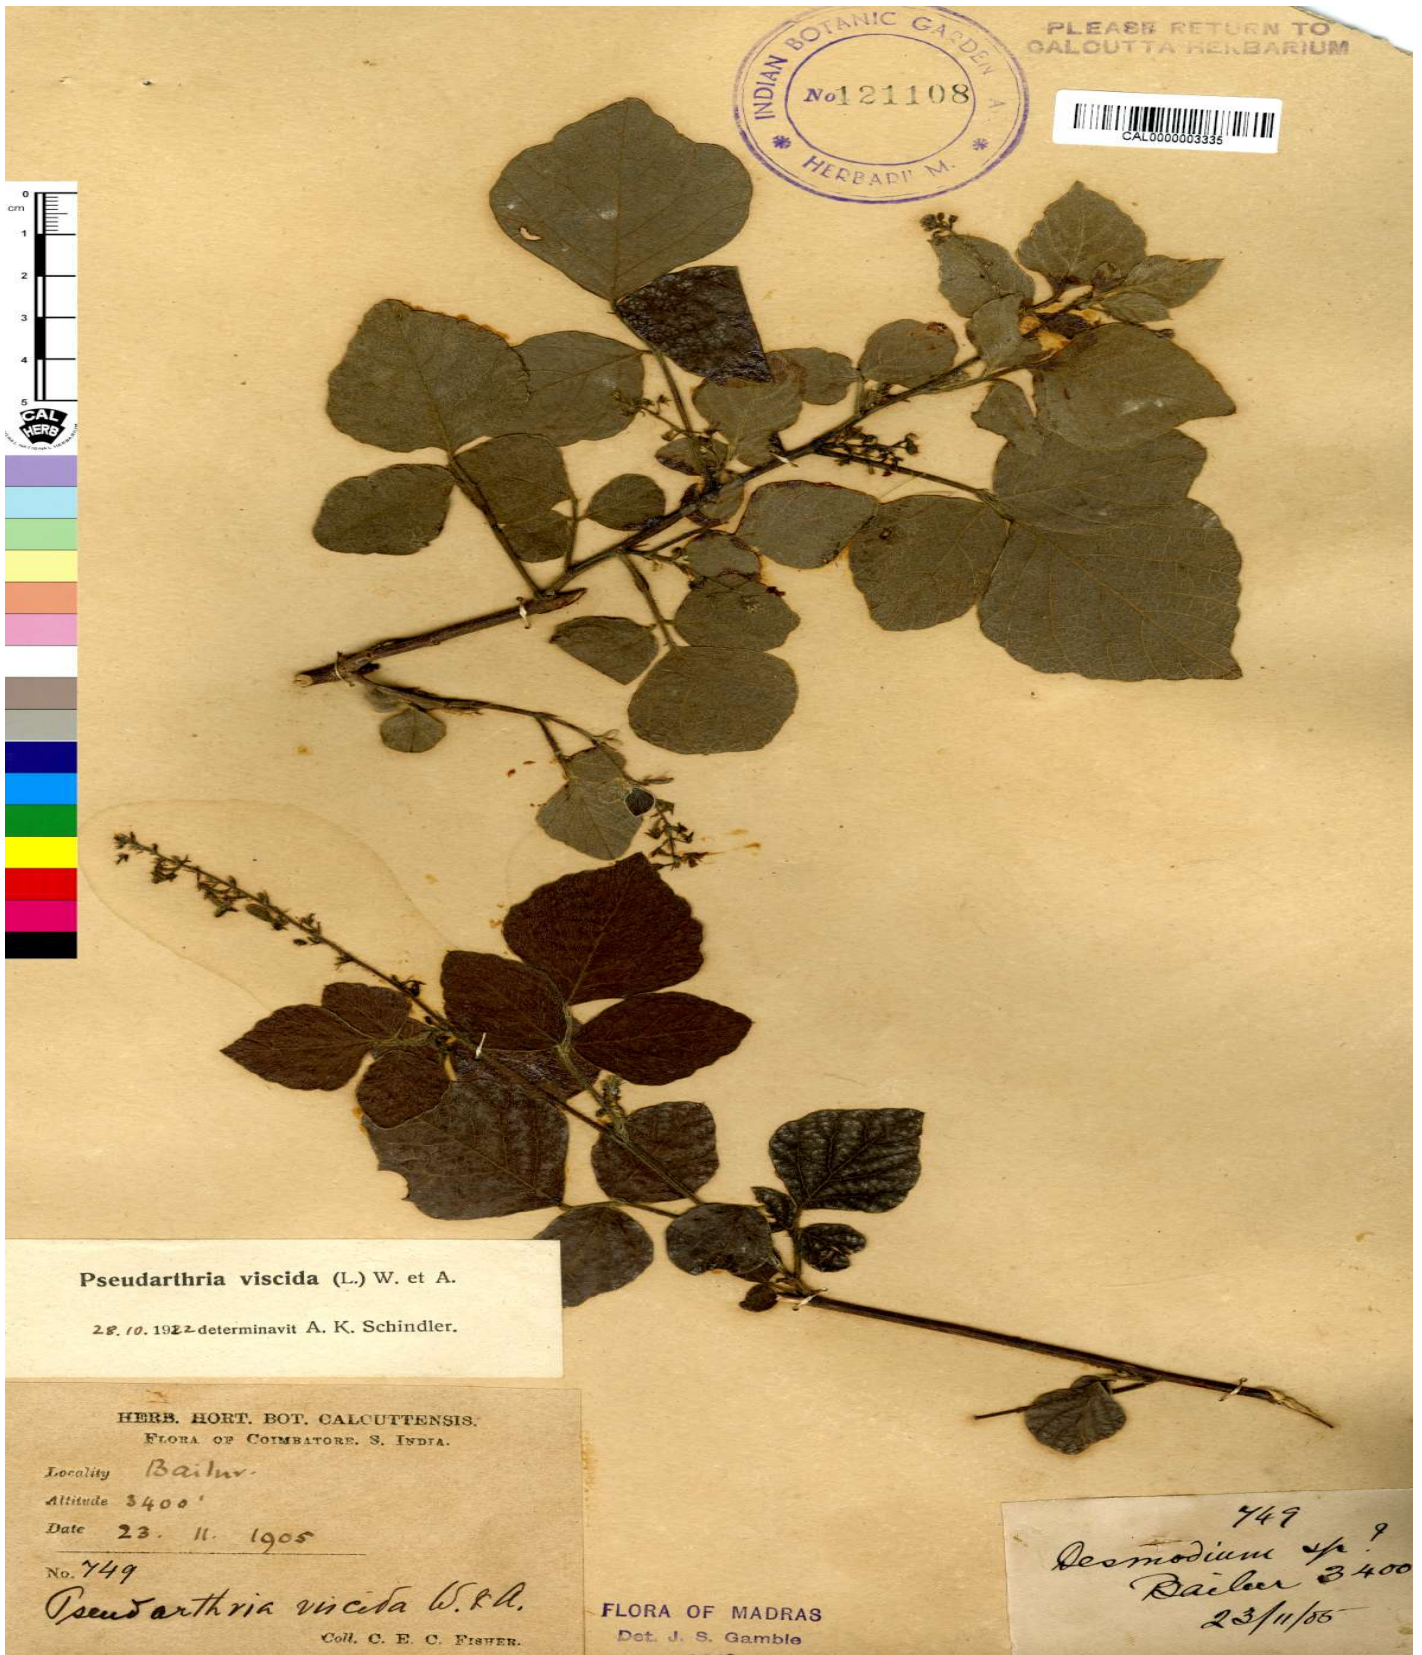 PLEASE RETURN TO
CALCUTTA HERBARIUM
INDIAN BOTANIC GARDEN
No 121108
HERBARIUM.
CAL0000003335
0
cm
1
2
3
4
5
CAL
HERB
Pseudarthria viscida (L.) W. et A.
28.10.1922 determinavit A. K. Schindler.
HERB. HORT. BOT. CALCUTTENSIS.
FLORA OF COIMBATORE. S. INDIA.
Locality Bailur.
Altitude 3400'
Date 23. 11. 1905
No. 749
Pseudarthria viscida W. & A.
Coll. C. E. C. FISHER.
FLORA OF MADRAS
Det. J. S. Gamble
749
Desmodium sp?
Bailur 3400
23/11/05